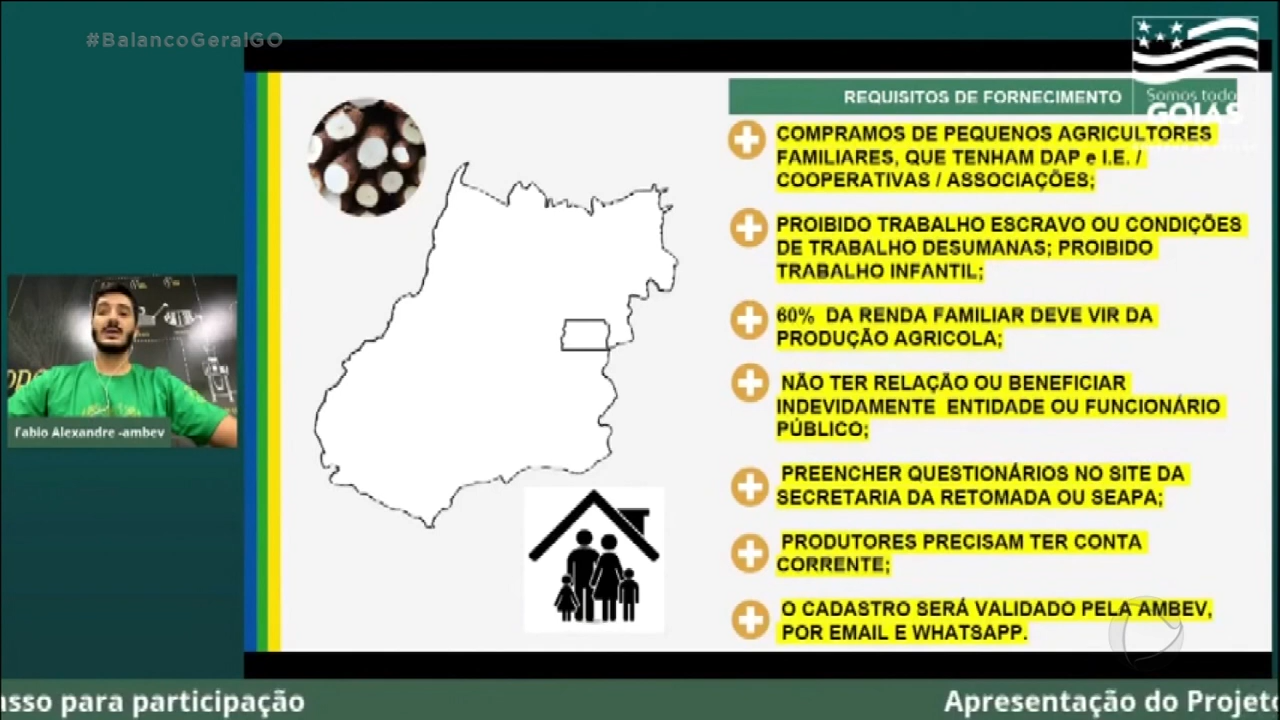 #BalancoGeralGO
REQUISITOS DE FORNECIMENTO
Somos todo
GOIÁS
COMPRAMOS DE PEQUENOS AGRICULTORES
FAMILIARES, QUE TENHAM DAP e I.E. /
COOPERATIVAS / ASSOCIAÇÕES;
PROIBIDO TRABALHO ESCRAVO OU CONDIÇÕES
DE TRABALHO DESUMANAS; PROIBIDO
TRABALHO INFANTIL;
60% DA RENDA FAMILIAR DEVE VIR DA
PRODUÇÃO AGRICOLA;
NÃO TER RELAÇÃO OU BENEFICIAR
INDEVIDAMENTE ENTIDADE OU FUNCIONÁRIO
PÚBLICO;
PREENCHER QUESTIONÁRIOS NO SITE DA
SECRETARIA DA RETOMADA OU SEAPA;
PRODUTORES PRECISAM TER CONTA
CORRENTE;
O CADASTRO SERÁ VALIDADO PELA AMBEV,
POR EMAIL E WHATSAPP.
Fabio Alexandre -ambev
asso para participação
Apresentação do Projeto